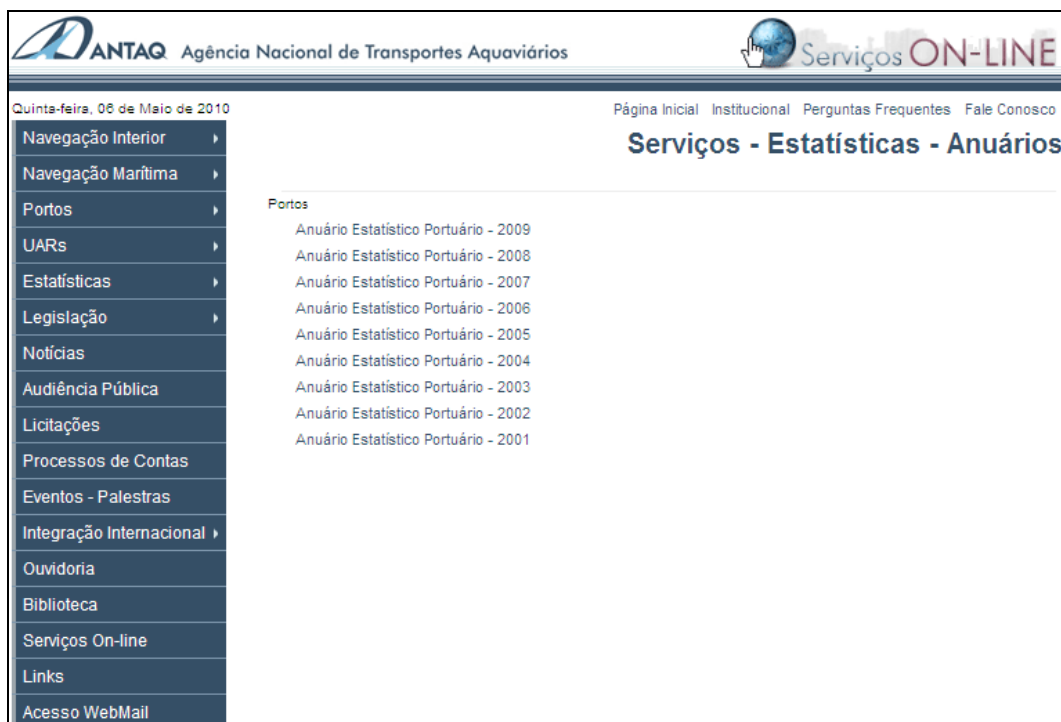 ANTAQ Agência Nacional de Transportes Aquaviários
Serviços ON-LINE
Quinta-feira, 06 de Maio de 2010
Página Inicial Institucional Perguntas Frequentes Fale Conosco
Serviços - Estatísticas - Anuários
Navegação Interior
Navegação Marítima
Portos
UARs
Estatísticas
Legislação
Notícias
Audiência Pública
Licitações
Processos de Contas
Eventos - Palestras
Integração Internacional
Ouvidoria
Biblioteca
Serviços On-line
Links
Acesso WebMail
Portos
Anuário Estatístico Portuário - 2009
Anuário Estatístico Portuário - 2008
Anuário Estatístico Portuário - 2007
Anuário Estatístico Portuário - 2006
Anuário Estatístico Portuário - 2005
Anuário Estatístico Portuário - 2004
Anuário Estatístico Portuário - 2003
Anuário Estatístico Portuário - 2002
Anuário Estatístico Portuário - 2001